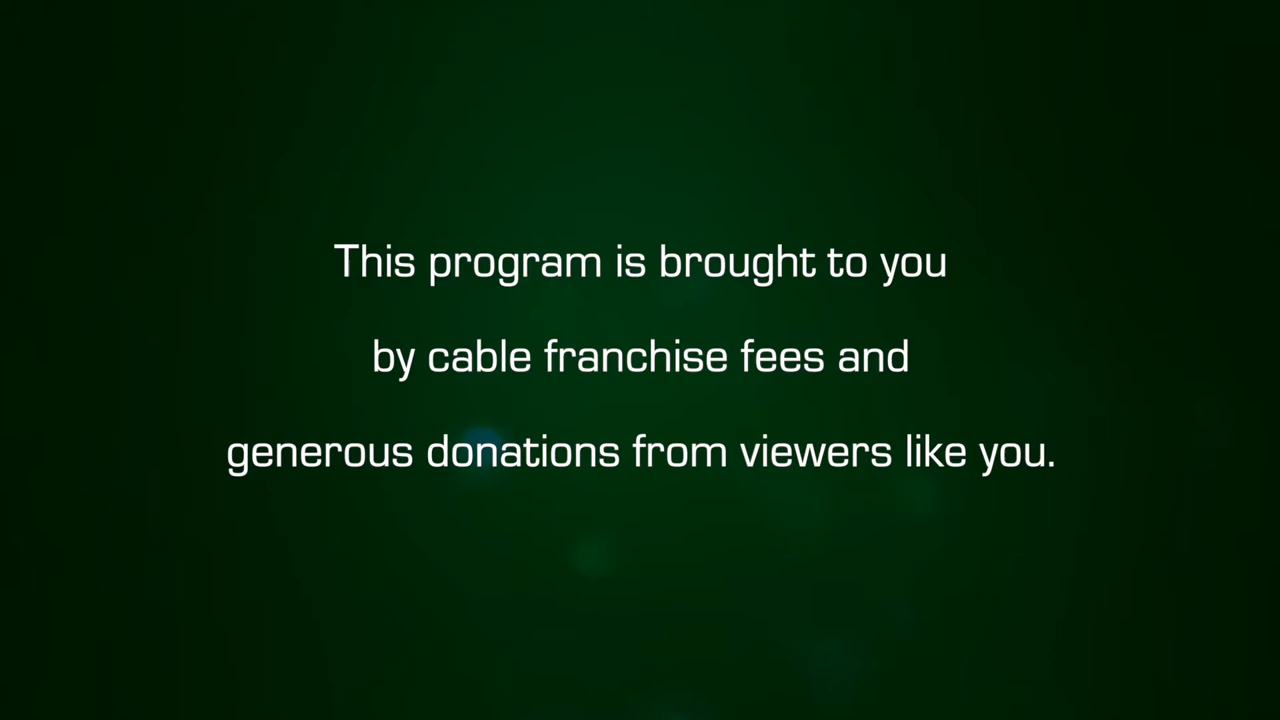 This program is brought to you
by cable franchise fees and
generous donations from viewers like you.